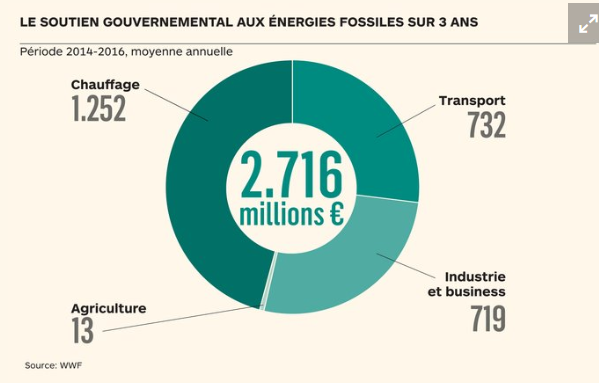 LE SOUTIEN GOUVERNEMENTAL AUX ÉNERGIES FOSSILES SUR 3 ANS
Période 2014-2016, moyenne annuelle
Chauffage
1.252
Transport
732
2.716
millions €
Industrie
et business
719
Agriculture
13
Source: WWF